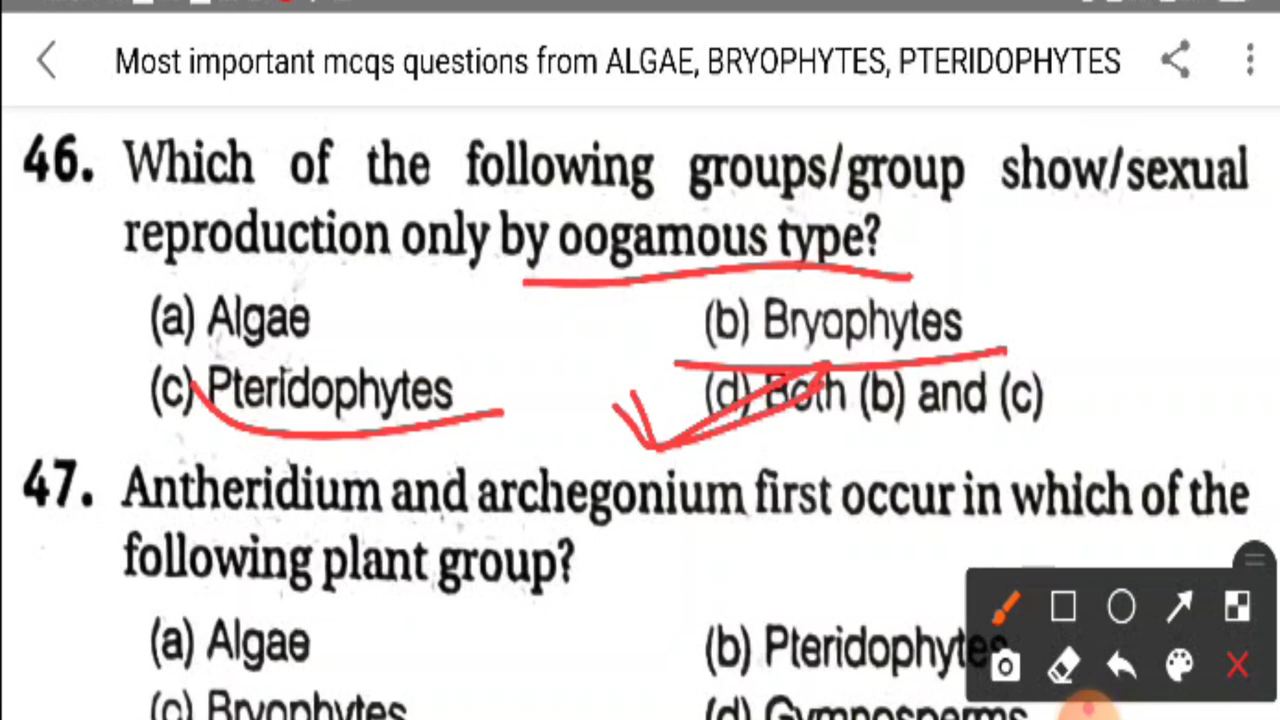 Most important mcqs questions from ALGAE, BRYOPHYTES, PTERIDOPHYTES
46. Which of the following groups/group show/sexual
reproduction only by oogamous type?
(a) Algae (b) Bryophytes
(c) Pteridophytes (d) Both (b) and (c)
47. Antheridium and archegonium first occur in which of the
following plant group?
(a) Algae (b) Pteridophytes
(c) Bryophytes (d) Gymnosperms